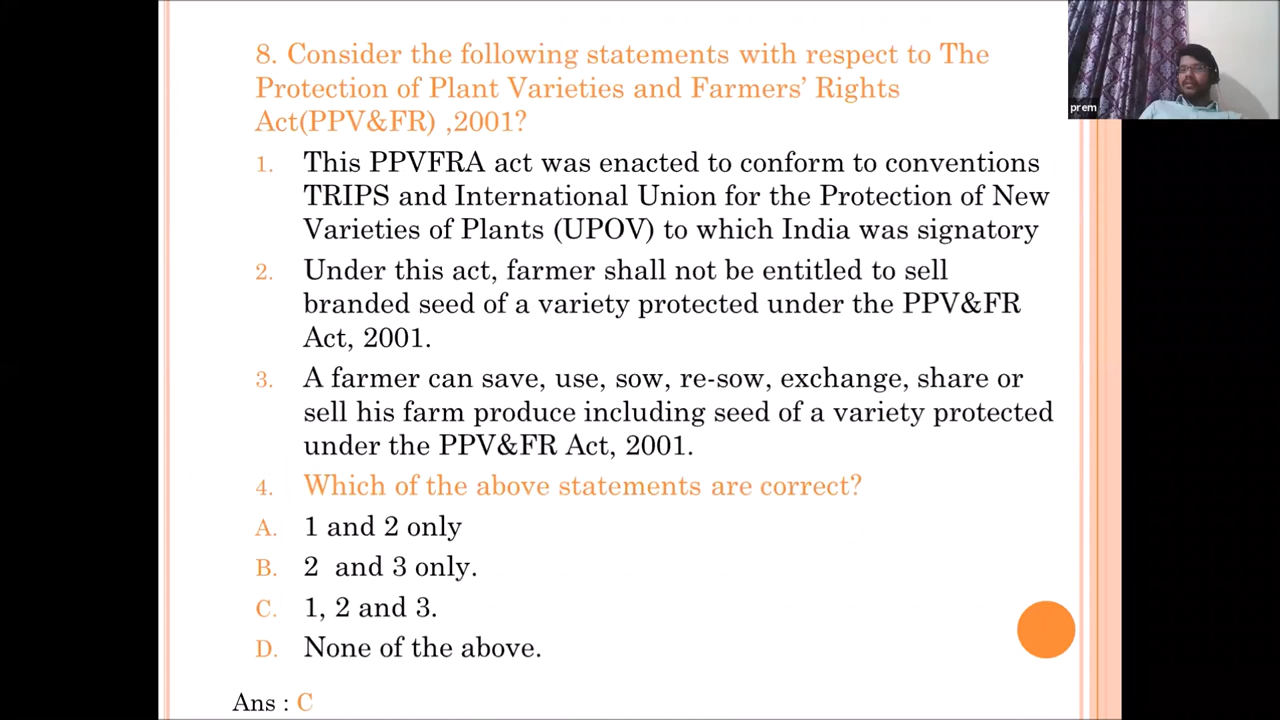 8. Consider the following statements with respect to The
Protection of Plant Varieties and Farmers’ Rights
Act(PPV&FR) ,2001?
1. This PPVFRA act was enacted to conform to conventions
TRIPS and International Union for the Protection of New
Varieties of Plants (UPOV) to which India was signatory
2. Under this act, farmer shall not be entitled to sell
branded seed of a variety protected under the PPV&FR
Act, 2001.
3. A farmer can save, use, sow, re-sow, exchange, share or
sell his farm produce including seed of a variety protected
under the PPV&FR Act, 2001.
4. Which of the above statements are correct?
A. 1 and 2 only
B. 2 and 3 only.
C. 1, 2 and 3.
D. None of the above.
Ans : C
prem